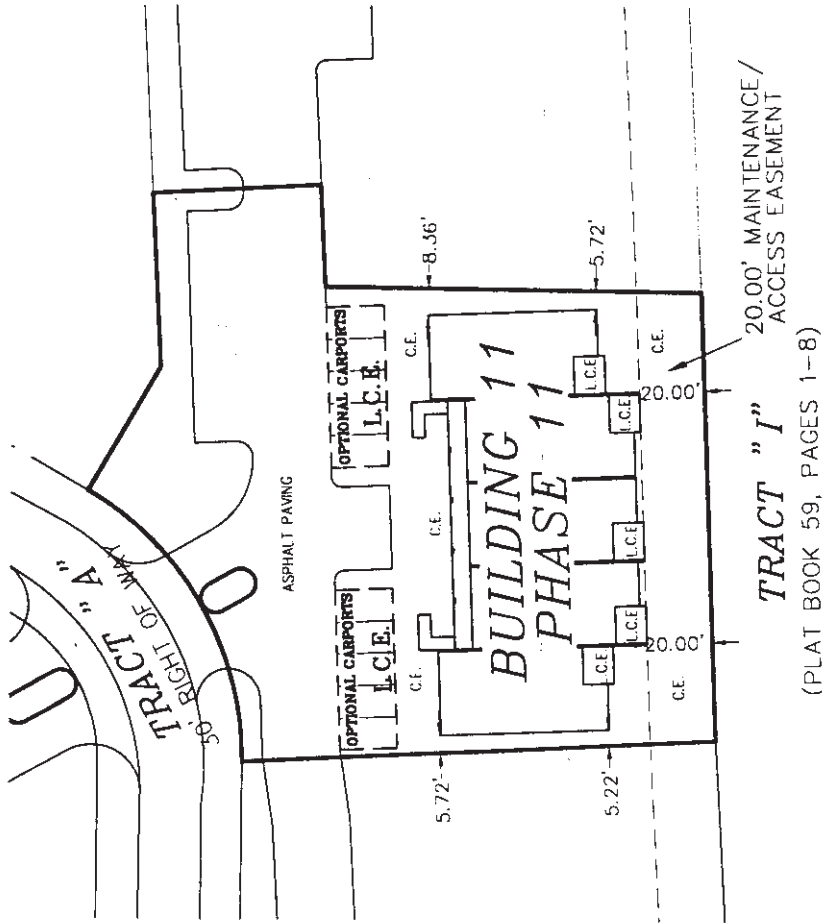 TRACT "A"
50' RIGHT OF WAY
ASPHALT PAVING
OPTIONAL CARPORTS
L.C.E.
OPTIONAL CARPORTS
L.C.E.
C.E.
C.E.
C.E.
5.72'
8.36'
BUILDING 11
PHASE 11
5.22'
5.72'
L.C.E.
L.C.E.
L.C.E.
L.C.E.
L.C.E
20.00'
20.00'
C.E.
C.E.
20.00' MAINTENANCE/
ACCESS EASEMENT
TRACT "I"
(PLAT BOOK 59, PAGES 1-8)